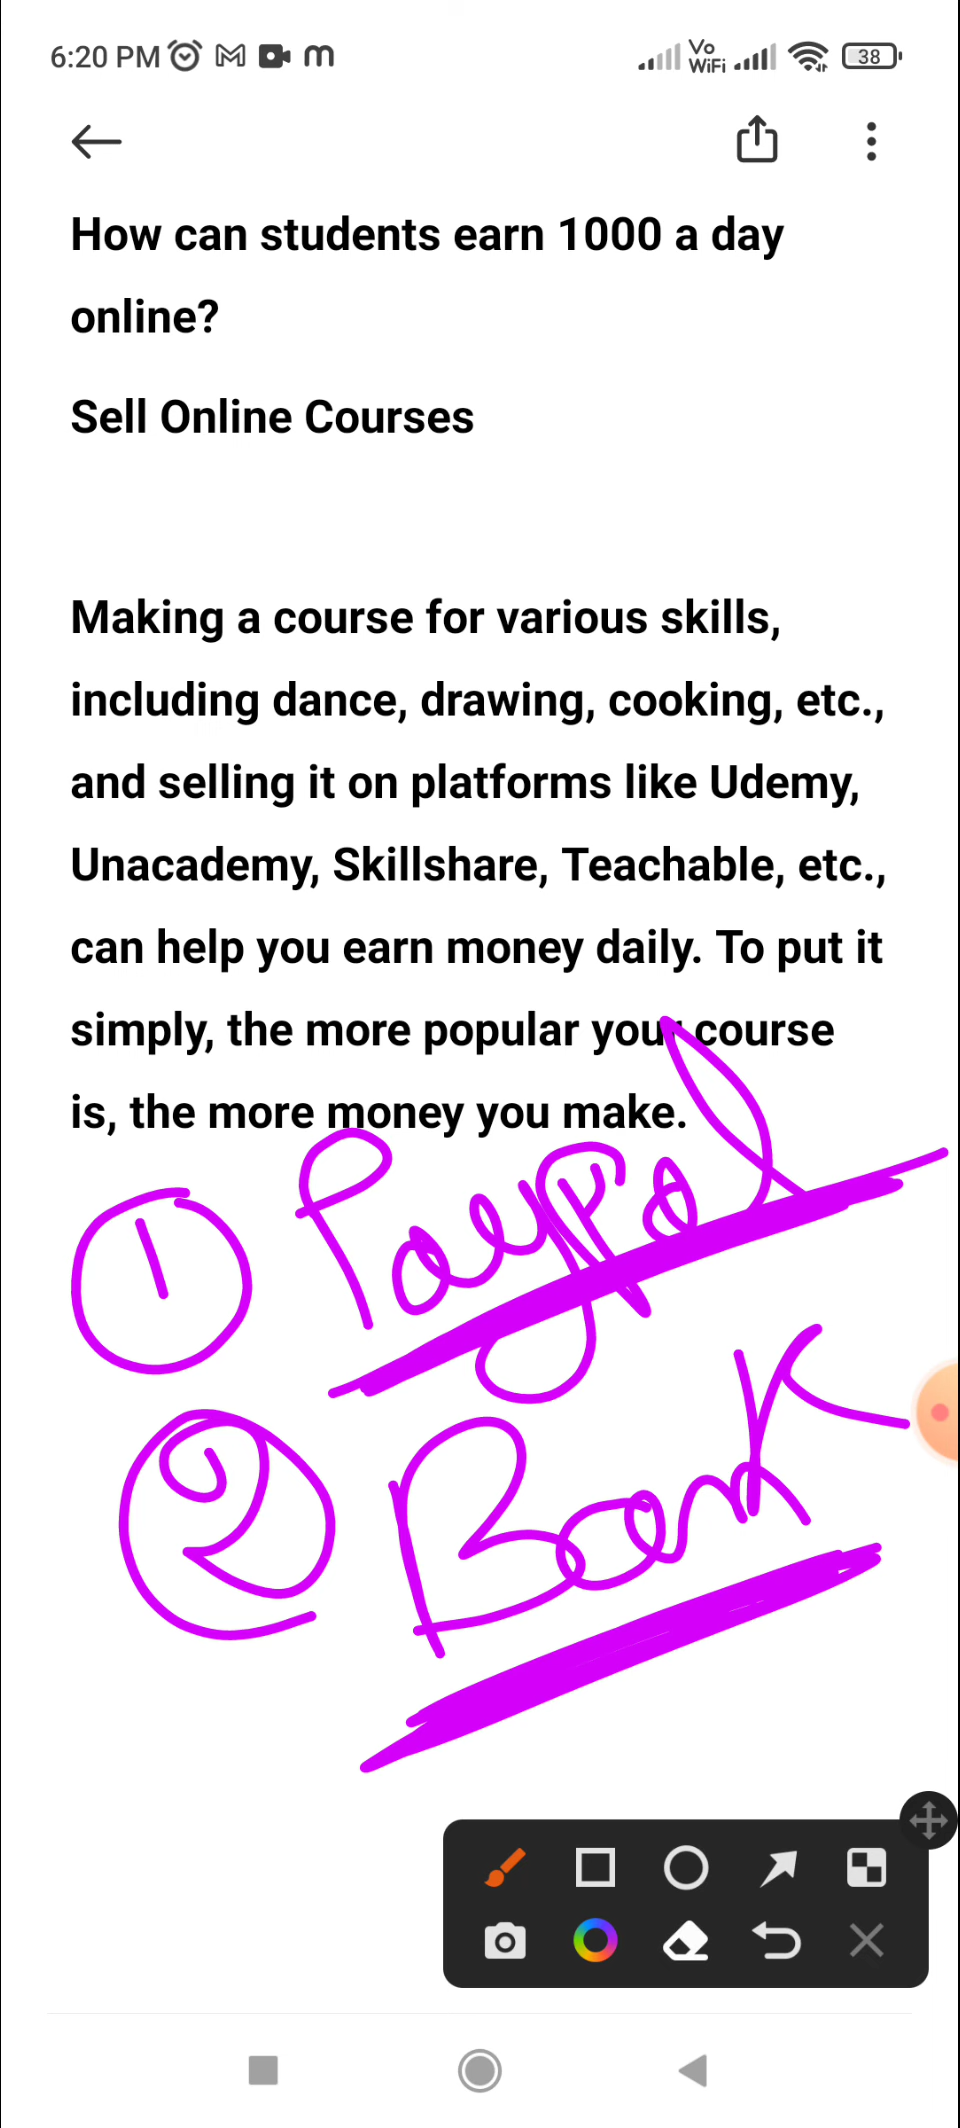 6:20 PM
Vo
WiFi
38
How can students earn 1000 a day
online?
Sell Online Courses
Making a course for various skills,
including dance, drawing, cooking, etc.,
and selling it on platforms like Udemy,
Unacademy, Skillshare, Teachable, etc.,
can help you earn money daily. To put it
simply, the more popular your course
is, the more money you make.
1 Paypal
2 Bank